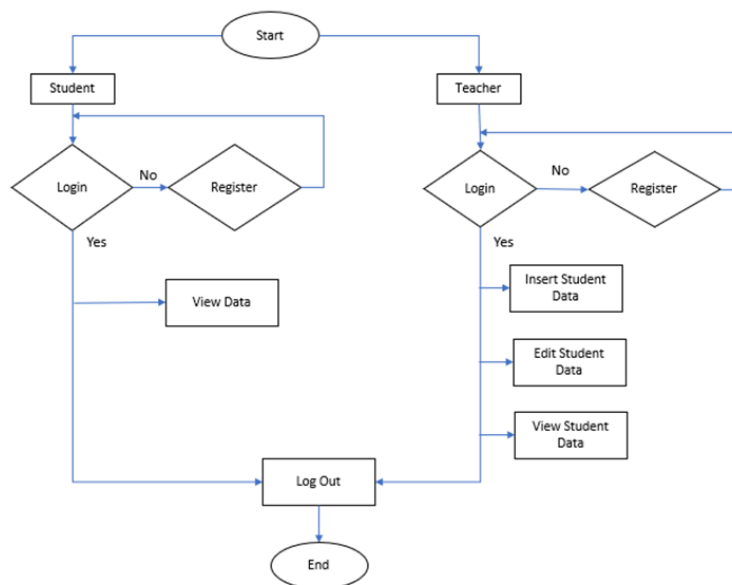 Start
Student
Teacher
Login
No
Register
Login
No
Register
Yes
Yes
View Data
Insert Student
Data
Edit Student
Data
View Student
Data
Log Out
End